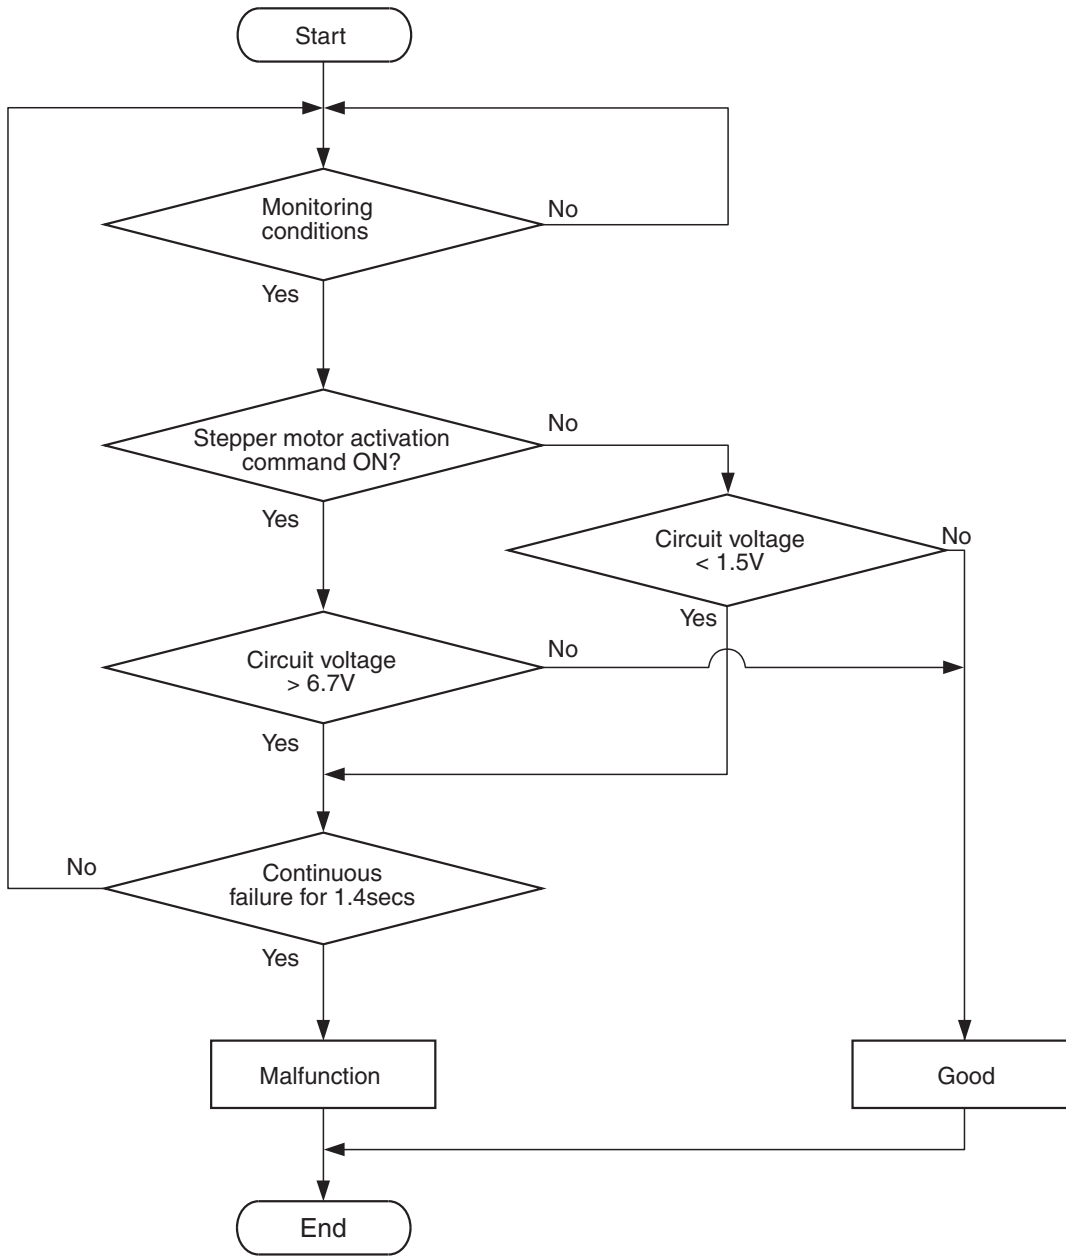 Start
Monitoring
conditions
No
Yes
Stepper motor activation
command ON?
No
Yes
Circuit voltage
< 1.5V
No
Yes
Circuit voltage
> 6.7V
No
Yes
Continuous
failure for 1.4secs
No
Yes
Malfunction
Good
End